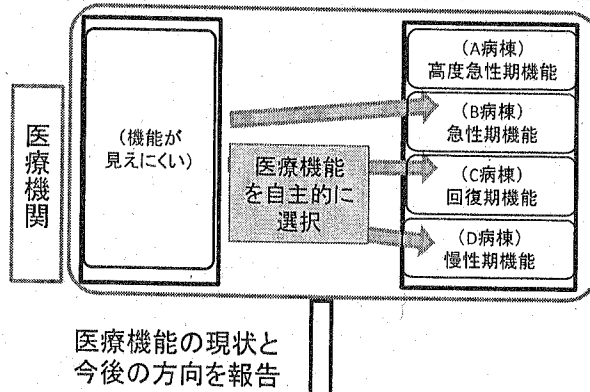 医療機関
(機能が
見えにくい)
医療機能
を自主的に
選択
(A病棟)
高度急性期機能
(B病棟)
急性期機能
(C病棟)
回復期機能
(D病棟)
慢性期機能
医療機能の現状と
今後の方向を報告